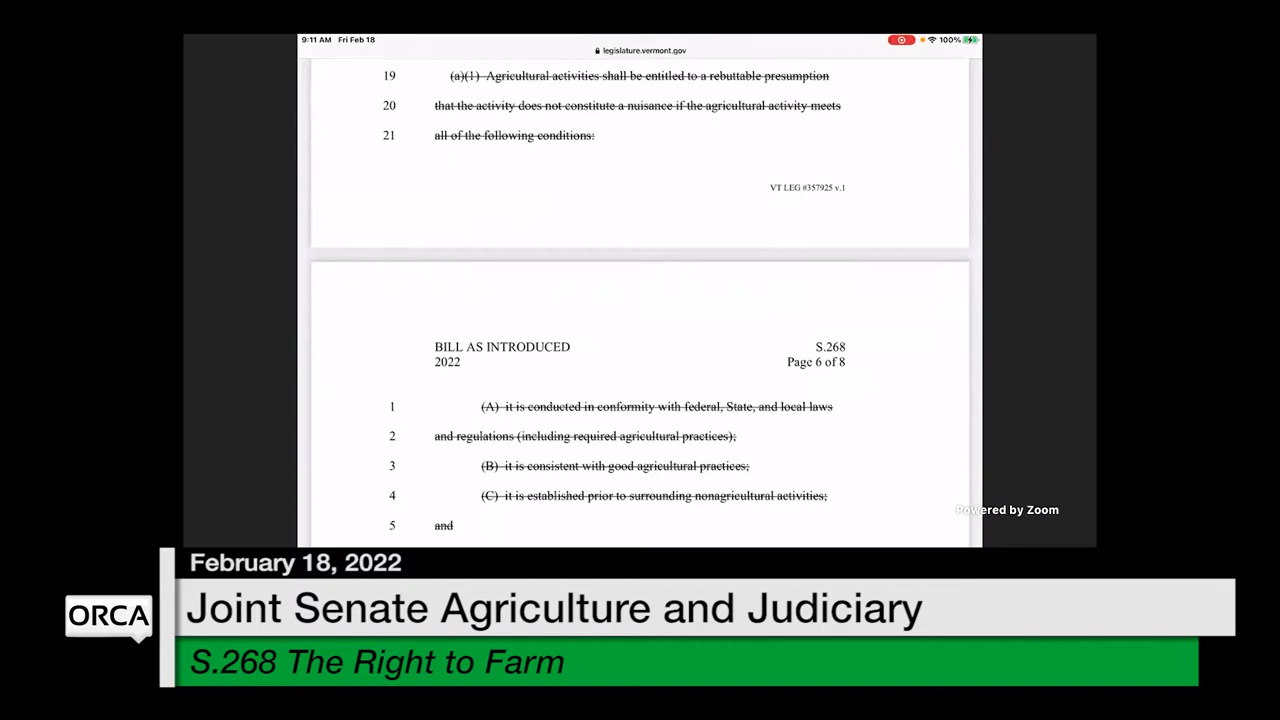 9:11 AM Fri Feb 18
100%
legislature.vermont.gov
19 (a)(1) Agricultural activities shall be entitled to a rebuttable presumption
20 that the activity does not constitute a nuisance if the agricultural activity meets
21 all of the following conditions:
VT LEG #357925 v.1
BILL AS INTRODUCED S.268
2022 Page 6 of 8
1 (A) it is conducted in conformity with federal, State, and local laws
2 and regulations (including required agricultural practices);
3 (B) it is consistent with good agricultural practices;
4 (C) it is established prior to surrounding nonagricultural activities;
5 and
Powered by Zoom
February 18, 2022
ORCA
Joint Senate Agriculture and Judiciary
S.268 The Right to Farm